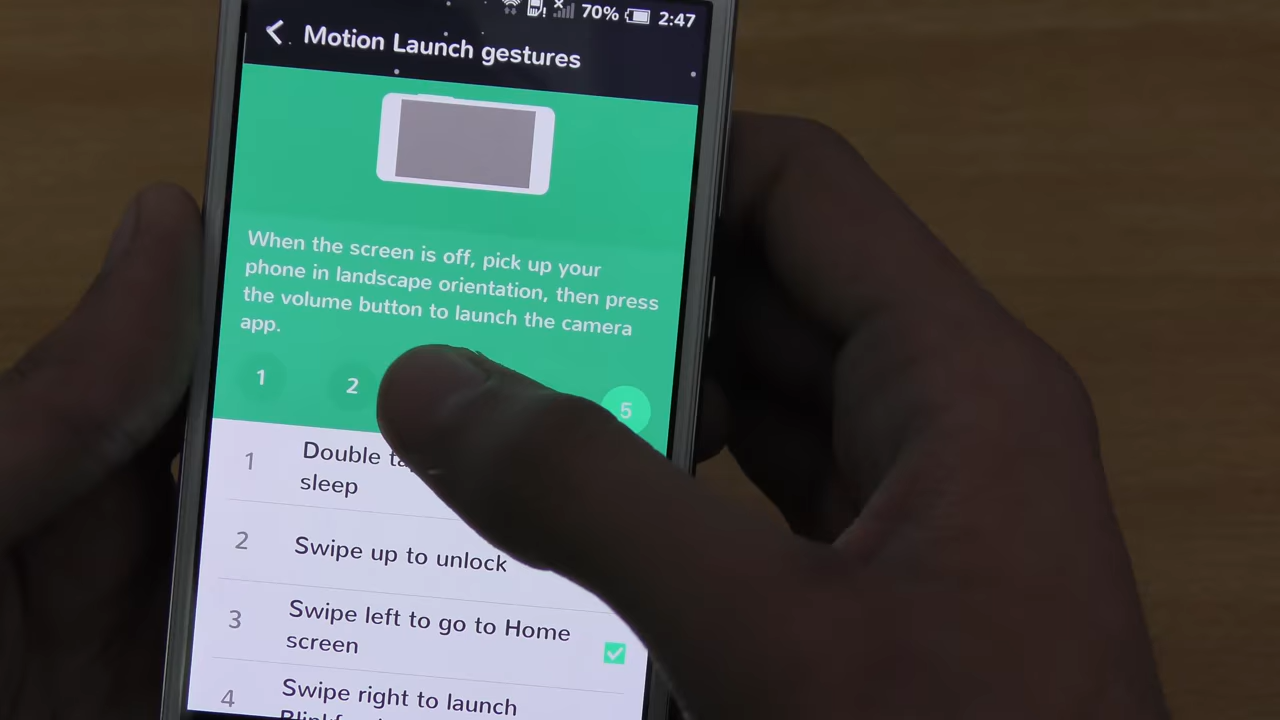 70% 2:47
Motion Launch gestures
When the screen is off, pick up your
phone in landscape orientation, then press
the volume button to launch the camera
app.
1 2 5
1 Double
sleep
2 Swipe up to unlock
3 Swipe left to go to Home
screen
4 Swipe right to launch